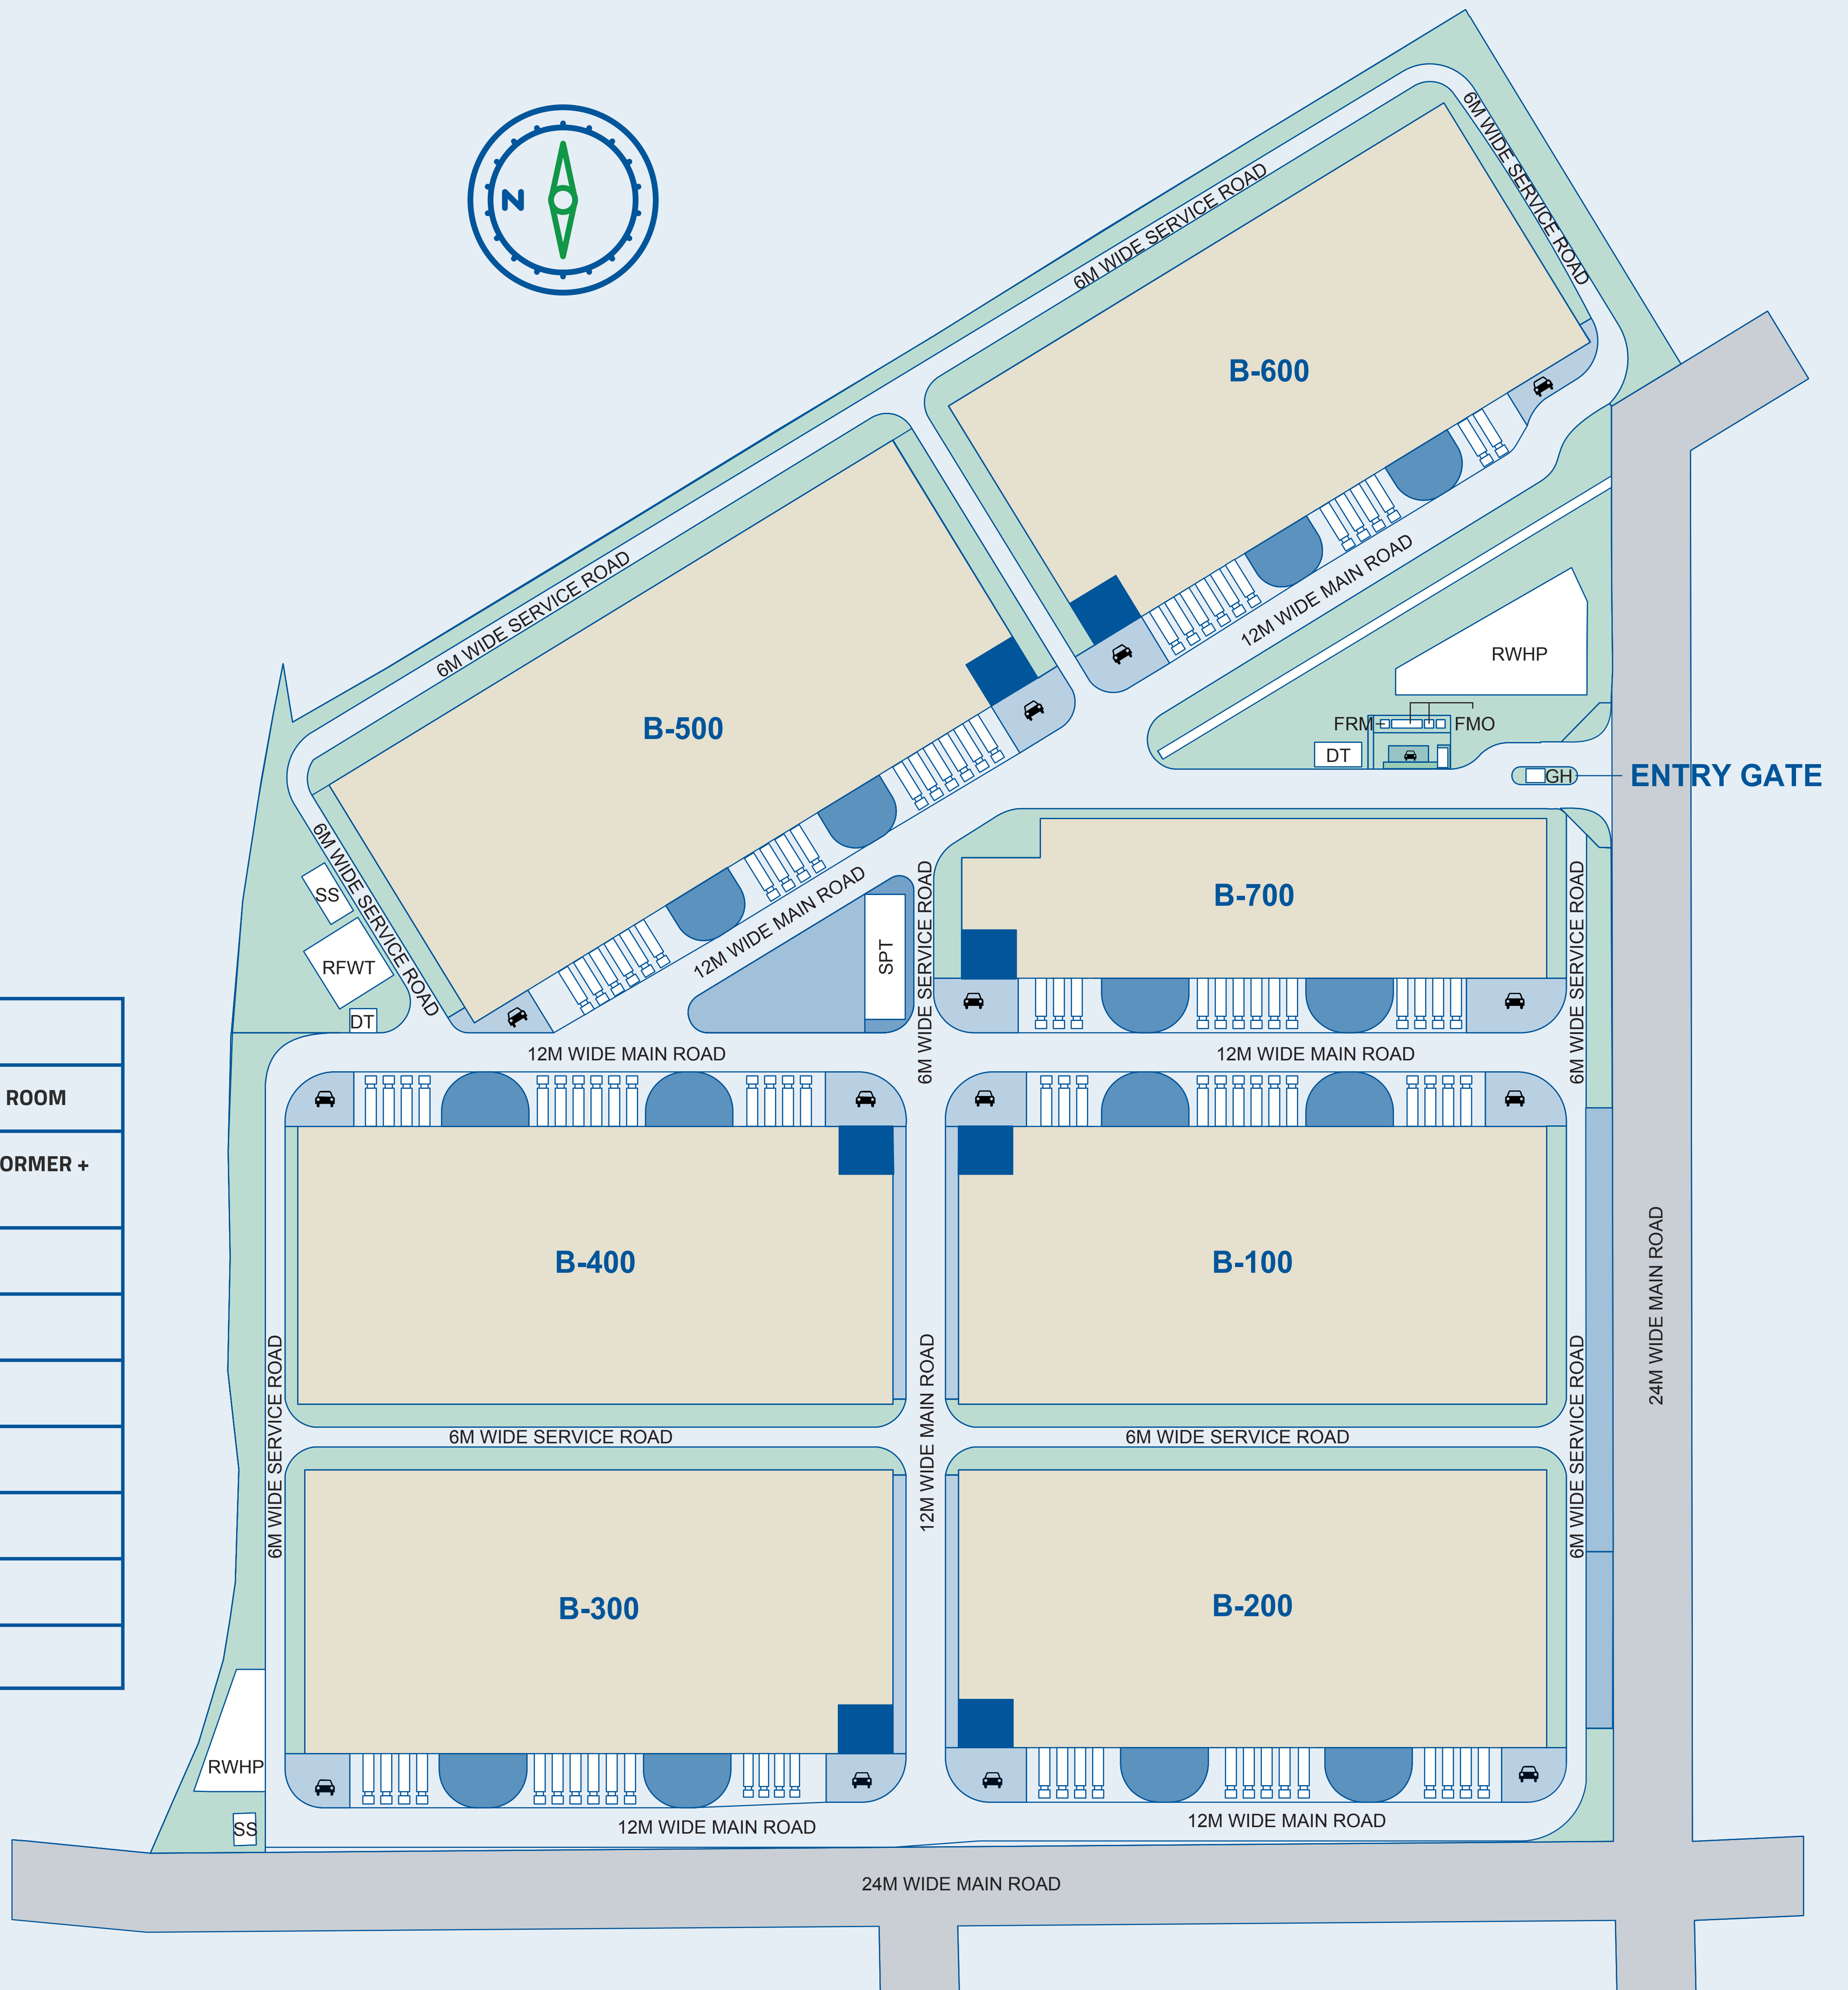 N
6M WIDE SERVICE ROAD
6M WIDE SERVICE ROAD
B-600
6M WIDE SERVICE ROAD
12M WIDE MAIN ROAD
RWHP
B-500
FRM
FMO
DT
GH
ENTRY GATE
6M WIDE SERVICE ROAD
SS
12M WIDE MAIN ROAD
6M WIDE SERVICE ROAD
B-700
6M WIDE SERVICE ROAD
SPT
RFWT
DT
12M WIDE MAIN ROAD
12M WIDE MAIN ROAD
ROOM
ORMER +
B-400
B-100
24M WIDE MAIN ROAD
6M WIDE SERVICE ROAD
12M WIDE MAIN ROAD
6M WIDE SERVICE ROAD
6M WIDE SERVICE ROAD
6M WIDE SERVICE ROAD
B-300
B-200
RWHP
SS
12M WIDE MAIN ROAD
12M WIDE MAIN ROAD
24M WIDE MAIN ROAD